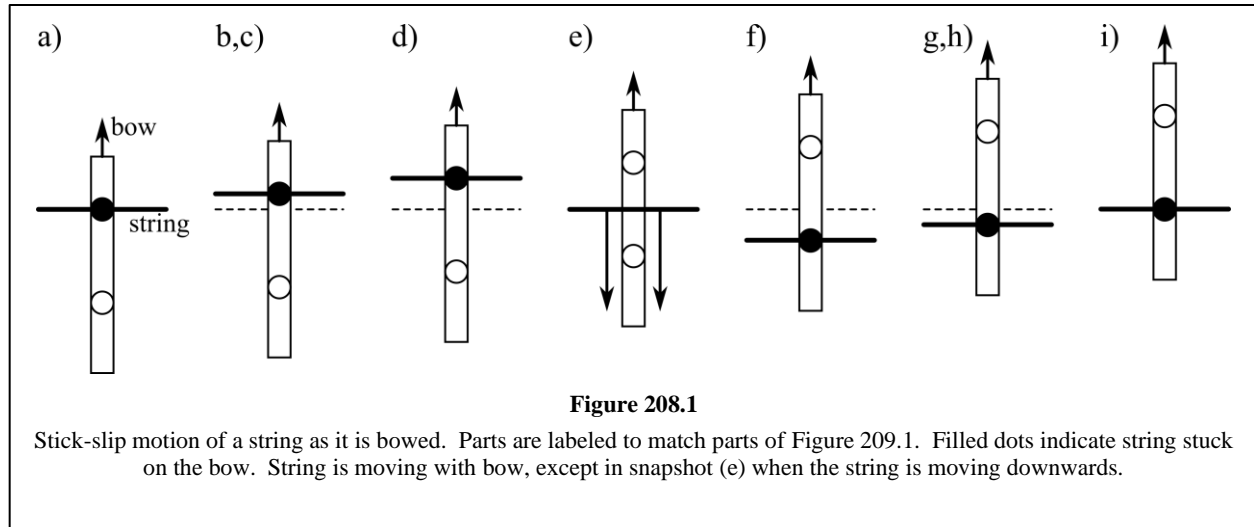 a) b,c) d) e) f) g,h) i)
bow
string
Figure 208.1
Stick-slip motion of a string as it is bowed. Parts are labeled to match parts of Figure 209.1. Filled dots indicate string stuck
on the bow. String is moving with bow, except in snapshot (e) when the string is moving downwards.